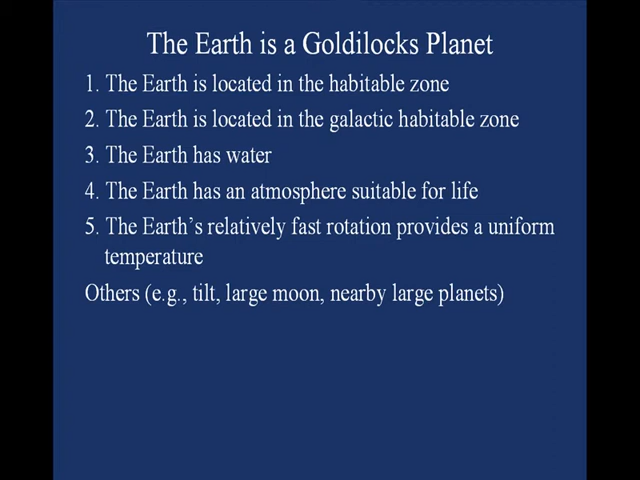 The Earth is a Goldilocks Planet
1. The Earth is located in the habitable zone
2. The Earth is located in the galactic habitable zone
3. The Earth has water
4. The Earth has an atmosphere suitable for life
5. The Earth's relatively fast rotation provides a uniform
temperature
Others (e.g., tilt, large moon, nearby large planets)